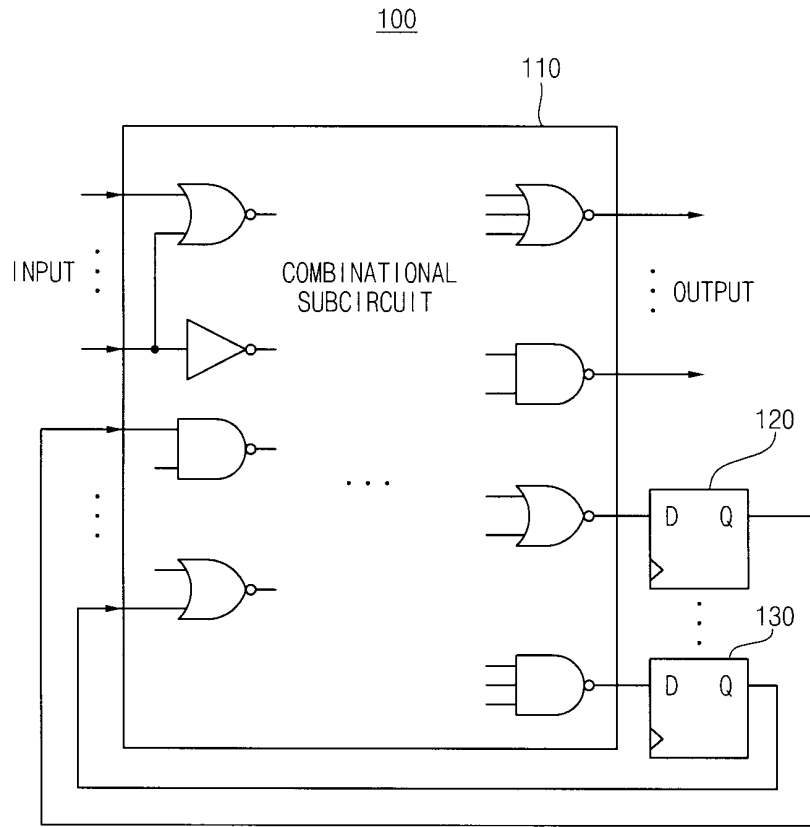 100
110
INPUT
COMBINATIONAL
SUBCIRCUIT
OUTPUT
120
D Q
130
D Q